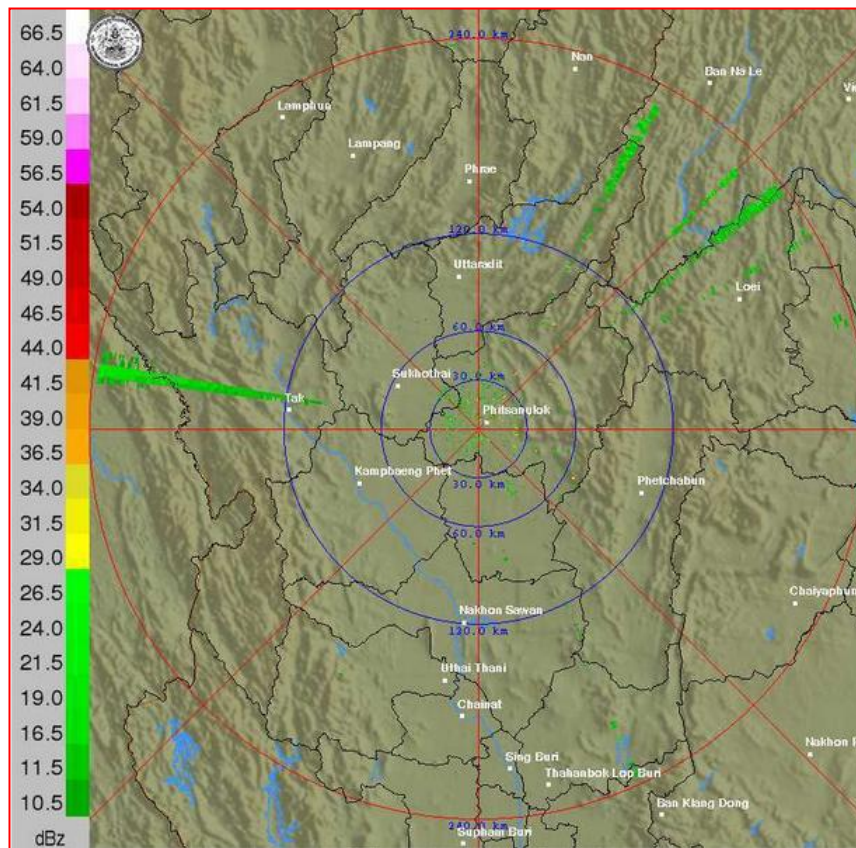 66.5
64.0
61.5
59.0
56.5
54.0
51.5
49.0
46.5
44.0
41.5
39.0
36.5
34.0
31.5
29.0
26.5
24.0
21.5
19.0
16.5
11.5
10.5
dBz
240.0 km
Nan
Ban Na Le
Lamphun
Lampang
Phrae
120.0 km
Uttaradit
Loei
60.0 km
30.0 km
Sukhothai
Tak
Phitsanulok
Kamphaeng Phet
30.0 km
Phetchabun
60.0 km
Chaiyaphum
Nakhon Sawan
120.0 km
Uthai Thani
Chainat
Nakhon
Sing Buri
Thahanbok Lop Buri
Ban Klang Dong
240.0 km
Suphan Buri